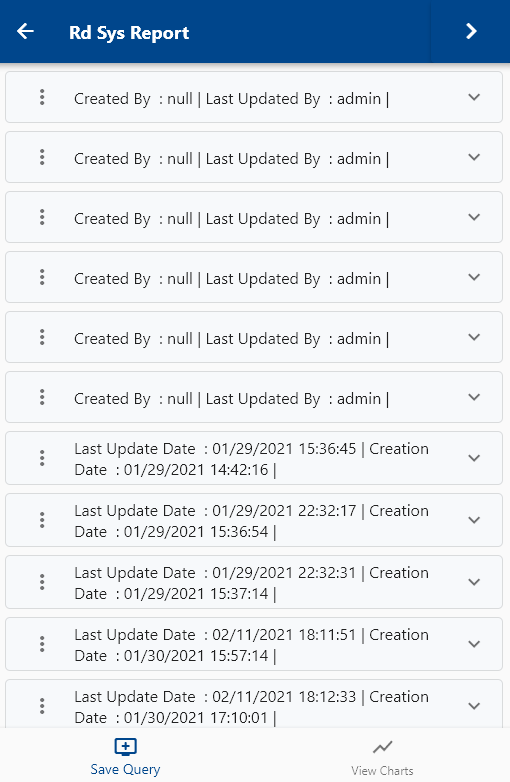 Rd Sys Report
Created By  : null | Last Updated By  : admin |
Created By  : null | Last Updated By  : admin |
Created By  : null | Last Updated By  : admin |
Created By  : null | Last Updated By  : admin |
Created By  : null | Last Updated By  : admin |
Created By  : null | Last Updated By  : admin |
Last Update Date  : 01/29/2021 15:36:45 | Creation
Date  : 01/29/2021 14:42:16 |
Last Update Date  : 01/29/2021 22:32:17 | Creation
Date  : 01/29/2021 15:36:54 |
Last Update Date  : 01/29/2021 22:32:31 | Creation
Date  : 01/29/2021 15:37:14 |
Last Update Date  : 02/11/2021 18:11:51 | Creation
Date  : 01/30/2021 15:57:14 |
Last Update Date  : 02/11/2021 18:12:33 | Creation
Date  : 01/30/2021 17:10:01 |
Save Query
View Charts